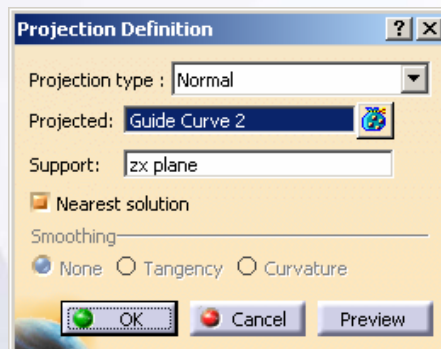 Projection Definition
Projection type : Normal
Projected: Guide Curve 2
Support: zx plane
Nearest solution
Smoothing
None Tangency Curvature
OK Cancel Preview